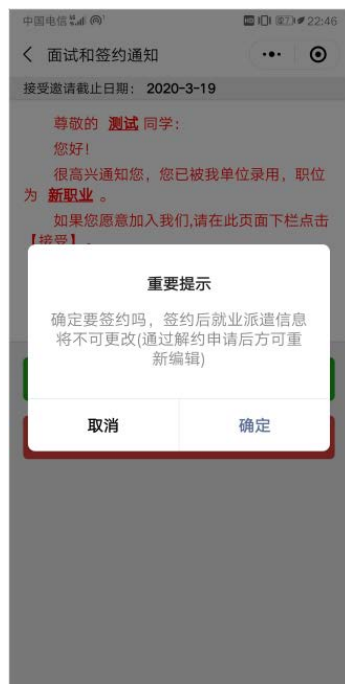 中国电信 22:46
面试和签约通知
接受邀请截止日期: 2020-3-19
尊敬的 测试 同学:
您好!
很高兴通知您, 您已被我单位录用, 职位
为 新职业 。
如果您愿意加入我们,请在此页面下栏点击
【接受】。
重要提示
确定要签约吗, 签约后就业派遣信息
将不可更改(通过解约申请后方可重
新编辑)
取消 确定